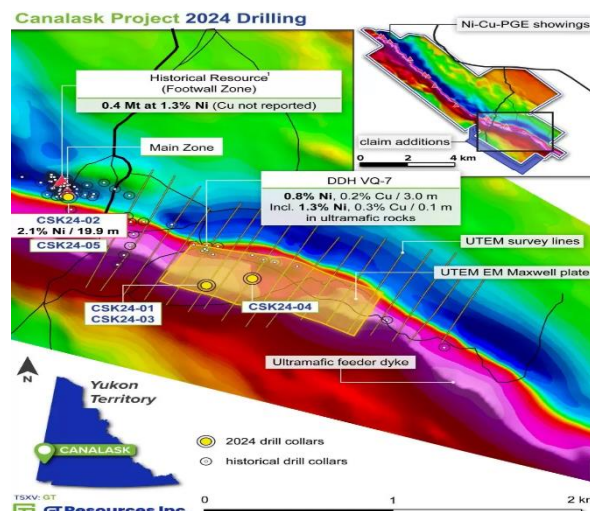 Canalask Project 2024 Drilling
Ni-Cu-PGE showings
Historical Resource¹
(Footwall Zone)
0.4 Mt at 1.3% Ni (Cu not reported)
Main Zone
claim additions
0 2 4 km
DDH VQ-7
0.8% Ni, 0.2% Cu / 3.0 m
Incl. 1.3% Ni, 0.3% Cu / 0.1 m
in ultramafic rocks
CSK24-02
2.1% Ni / 19.9 m
CSK24-05
UTEM survey lines
UTEM EM Maxwell plate
CSK24-01
CSK24-03
CSK24-04
Ultramafic feeder dyke
N
Yukon
Territory
CANALASK
2024 drill collars
historical drill collars
TSXV: GT
GT Resources Inc
0 1 2 km